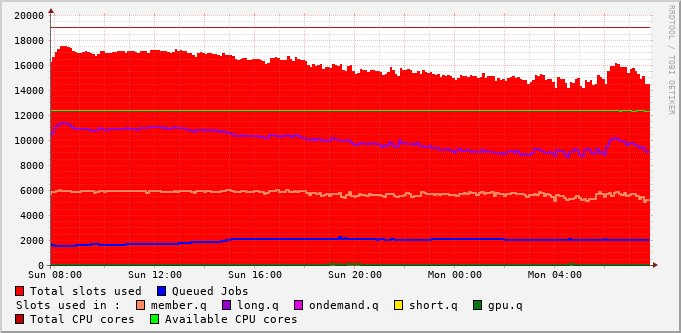 20000
18000
16000
14000
12000
10000
8000
6000
4000
2000
0
Sun 08:00 Sun 12:00 Sun 16:00 Sun 20:00 Mon 00:00 Mon 04:00
RRDTOOL / TOBI OETIKER
Total slots used Queued Jobs
Slots used in : member.q long.q ondemand.q short.q gpu.q
Total CPU cores Available CPU cores